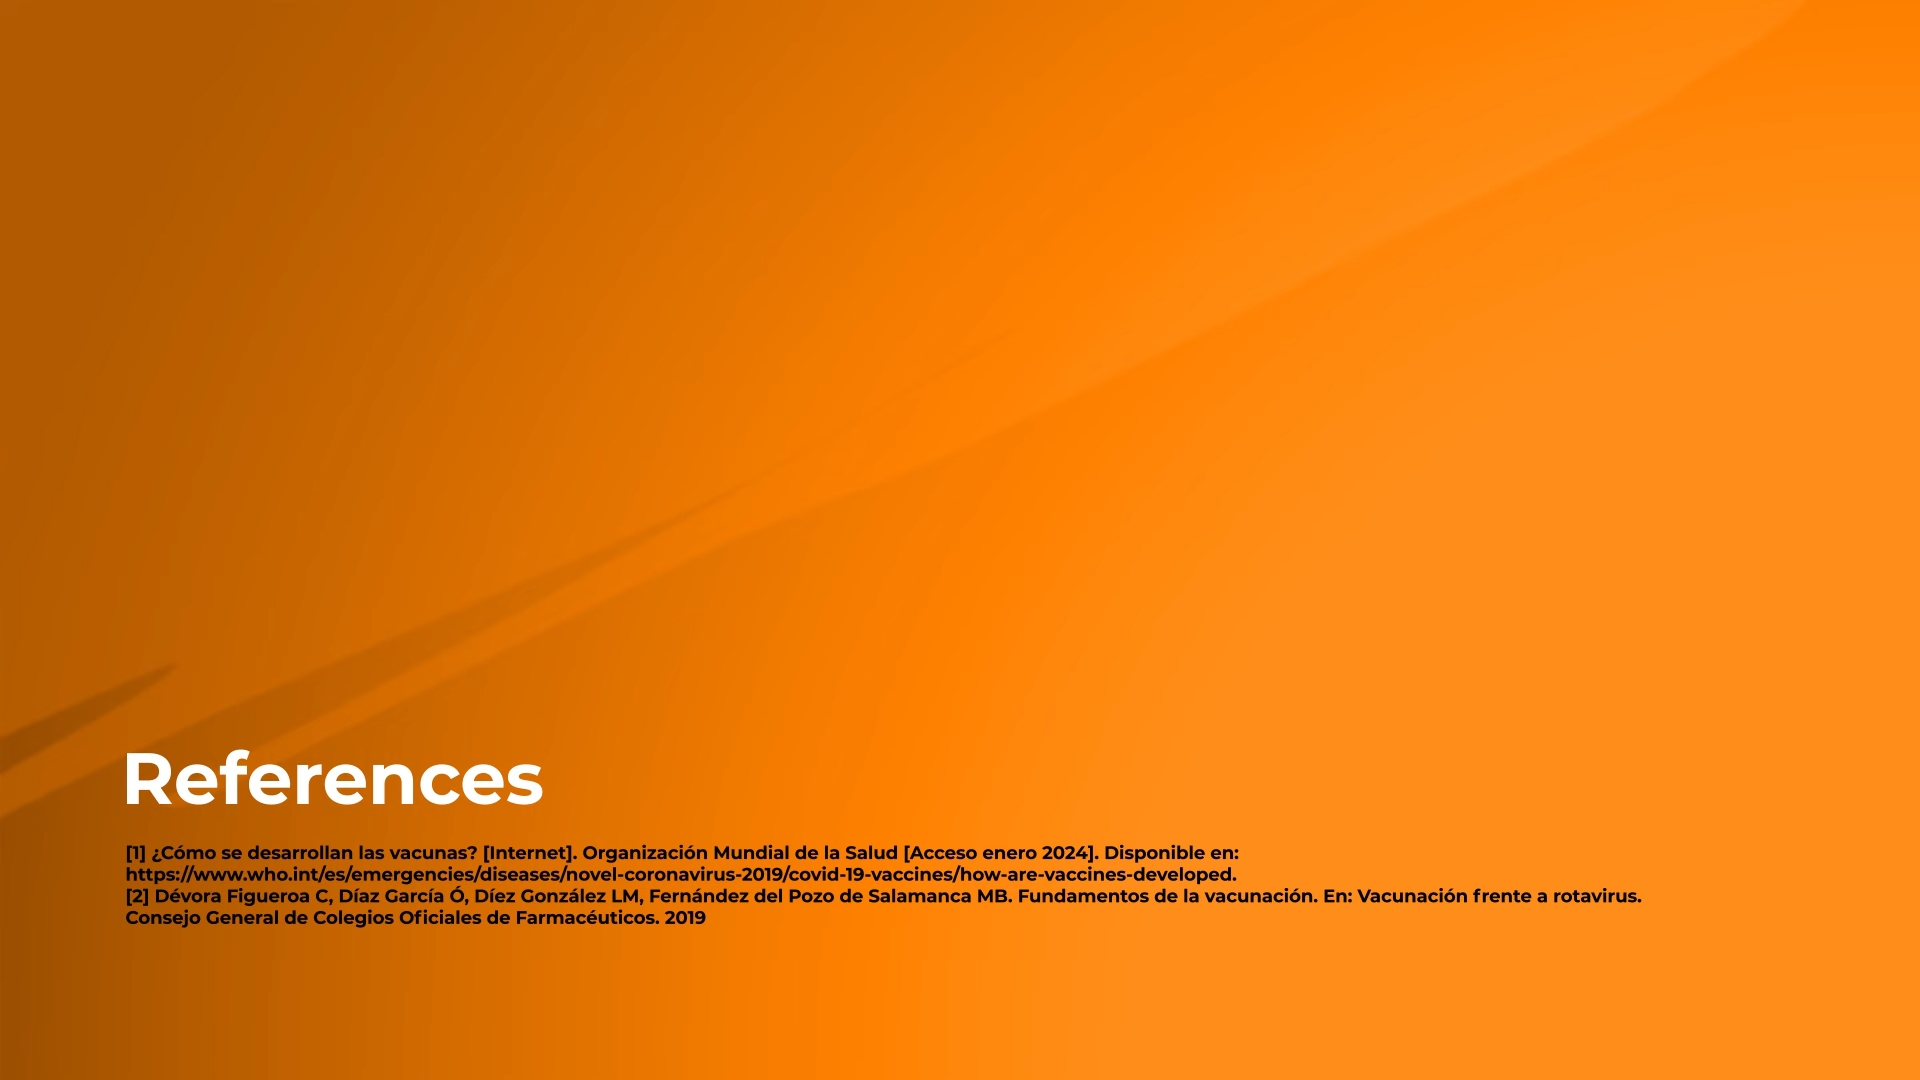 References
[1] ¿Cómo se desarrollan las vacunas? [Internet]. Organización Mundial de la Salud [Acceso enero 2024]. Disponible en:
https://www.who.int/es/emergencies/diseases/novel-coronavirus-2019/covid-19-vaccines/how-are-vaccines-developed.
[2] Dévora Figueroa C, Díaz García Ó, Díez González LM, Fernández del Pozo de Salamanca MB. Fundamentos de la vacunación. En: Vacunación frente a rotavirus.
Consejo General de Colegios Oficiales de Farmacéuticos. 2019